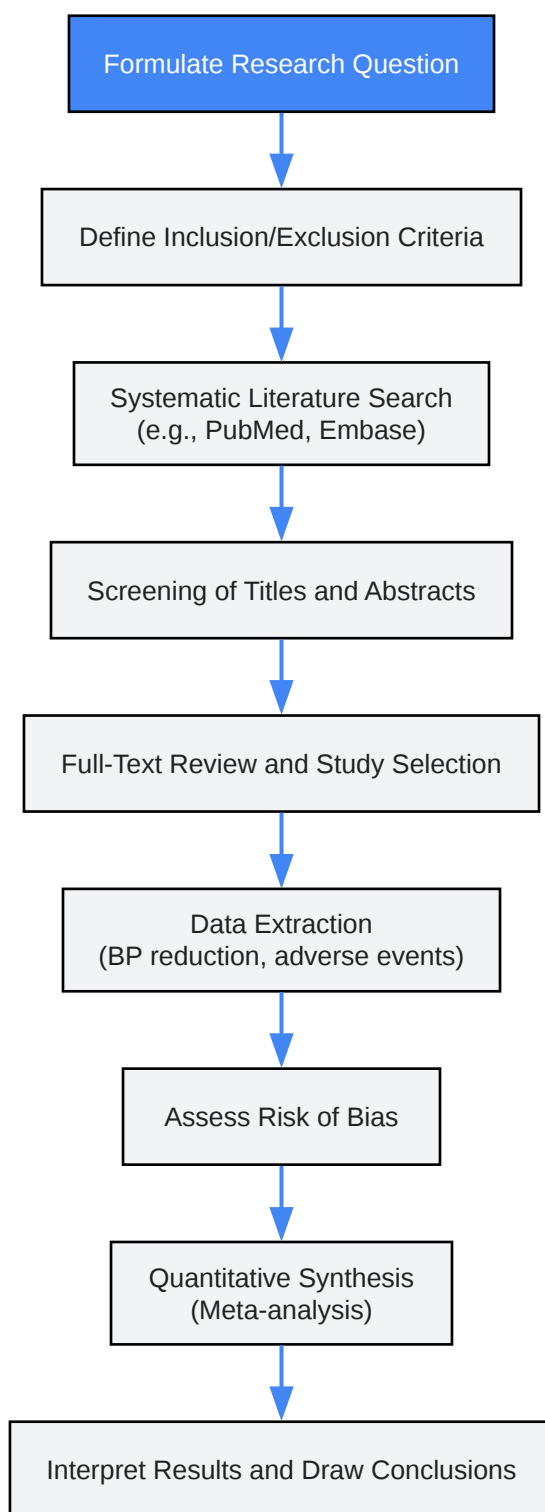 Formulate Research Question
Define Inclusion/Exclusion Criteria
Systematic Literature Search
(e.g., PubMed, Embase)
Screening of Titles and Abstracts
Full-Text Review and Study Selection
Data Extraction
(BP reduction, adverse events)
Assess Risk of Bias
Quantitative Synthesis
(Meta-analysis)
Interpret Results and Draw Conclusions